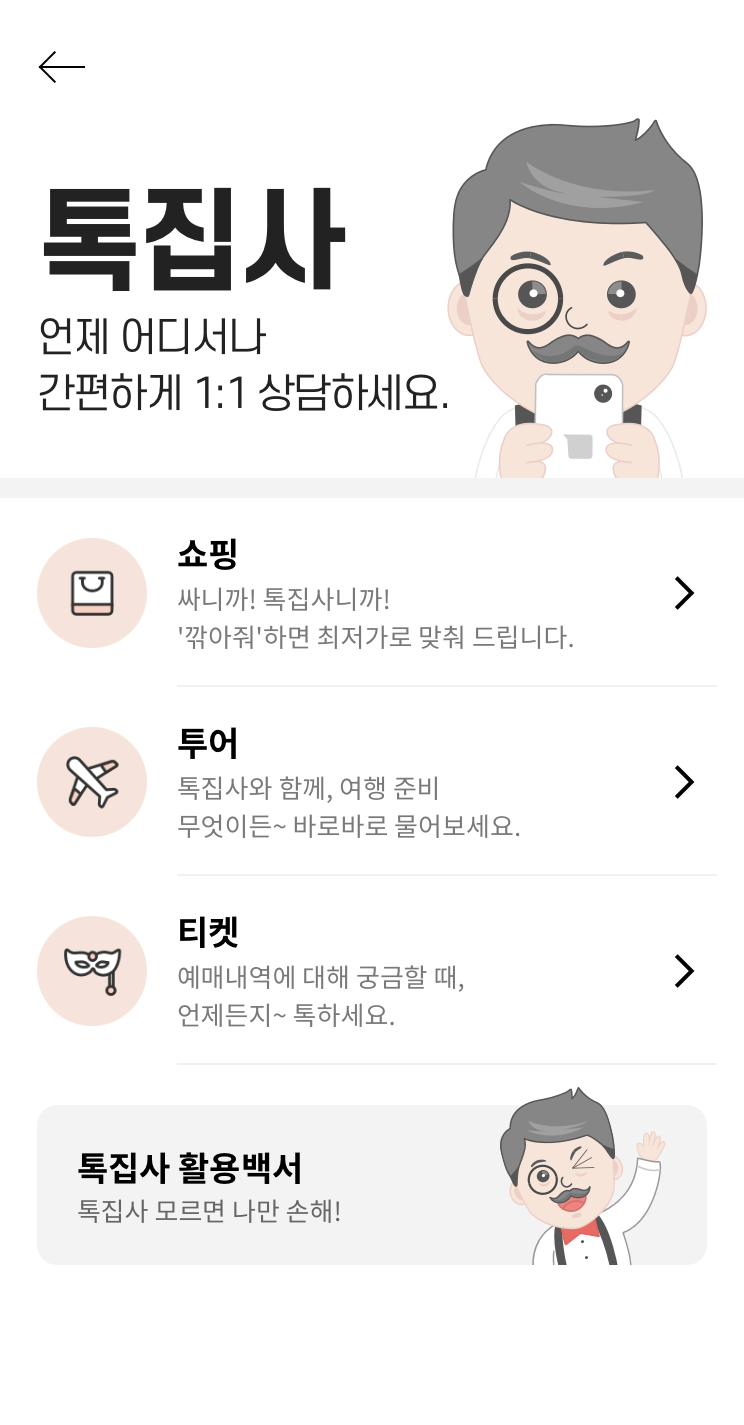 톡집사
언제 어디서나
간편하게 1:1 상담하세요.
쇼핑
싸니까! 톡집사니까!
'깎아줘'하면 최저가로 맞춰 드립니다.
투어
톡집사와 함께, 여행 준비
무엇이든~ 바로바로 물어보세요.
티켓
예매내역에 대해 궁금할 때,
언제든지~ 톡하세요.
톡집사 활용백서
톡집사 모르면 나만 손해!